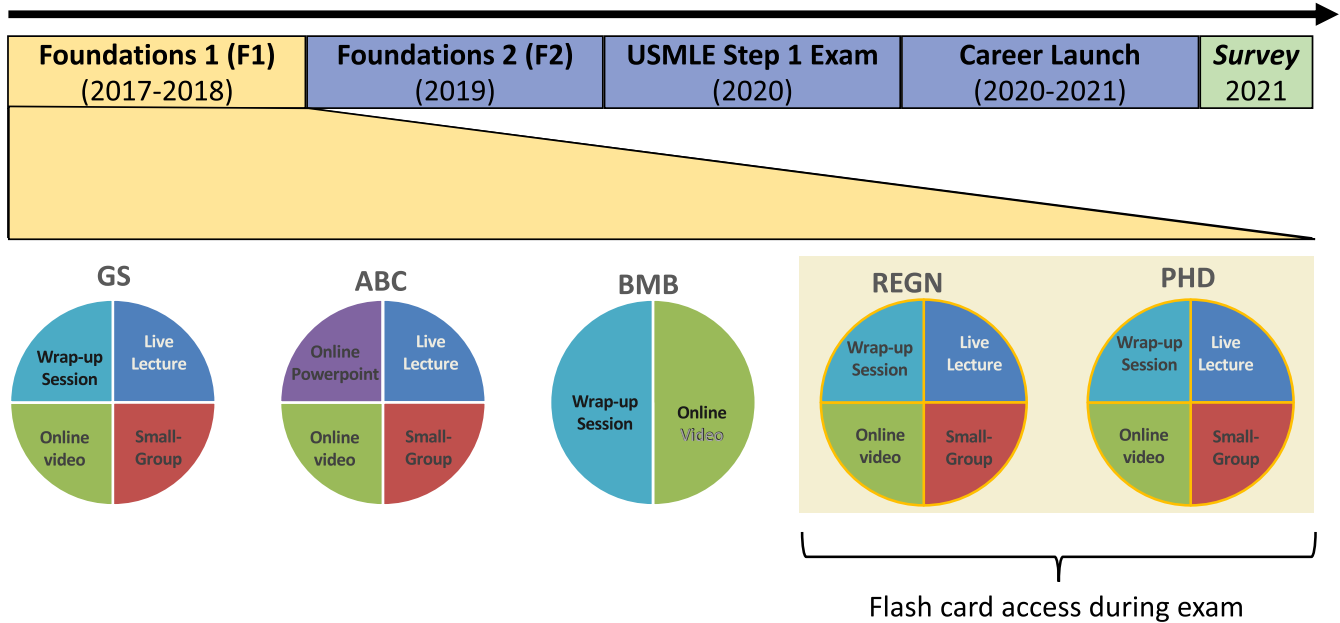 Foundations 1 (F1)
(2017-2018)
Foundations 2 (F2)
(2019)
USMLE Step 1 Exam
(2020)
Career Launch
(2020-2021)
Survey
2021
GS
Wrap-up
Session
Live
Lecture
Online
video
Small-
Group
ABC
Online
Powerpoint
Live
Lecture
Online
video
Small-
Group
BMB
Wrap-up
Session
Online
Video
REGN
Wrap-up
Session
Live
Lecture
Online
video
Small-
Group
PHD
Wrap-up
Session
Live
Lecture
Online
video
Small-
Group
Flash card access during exam